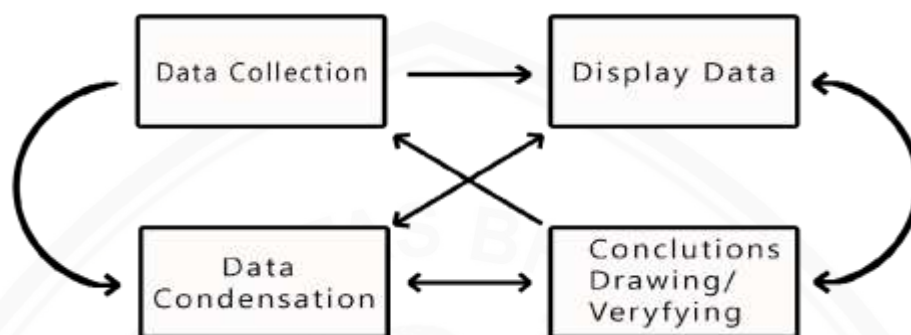 Data Collection
Display Data
Data
Condensation
Conclutions
Drawing/
Veryfying